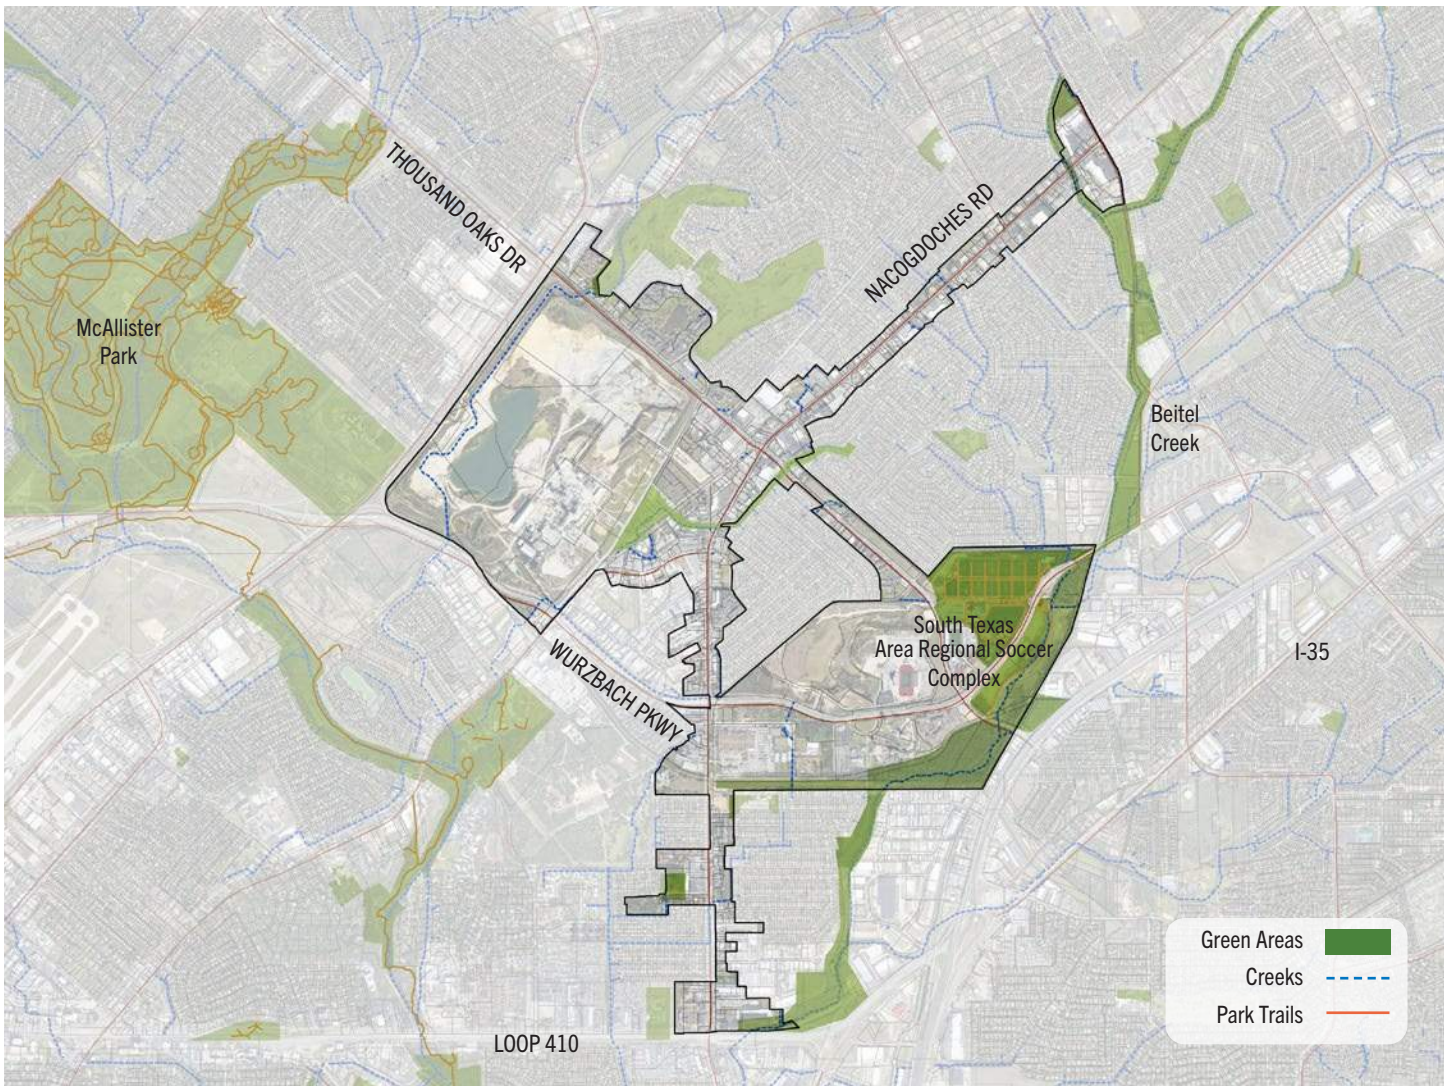 THOUSAND OAKS DR
NACOGDOCHES RD
McAllister
Park
Beitel
Creek
South Texas
Area Regional Soccer
Complex
I-35
WURZBACH PKWY
LOOP 410
Green Areas
Creeks
Park Trails